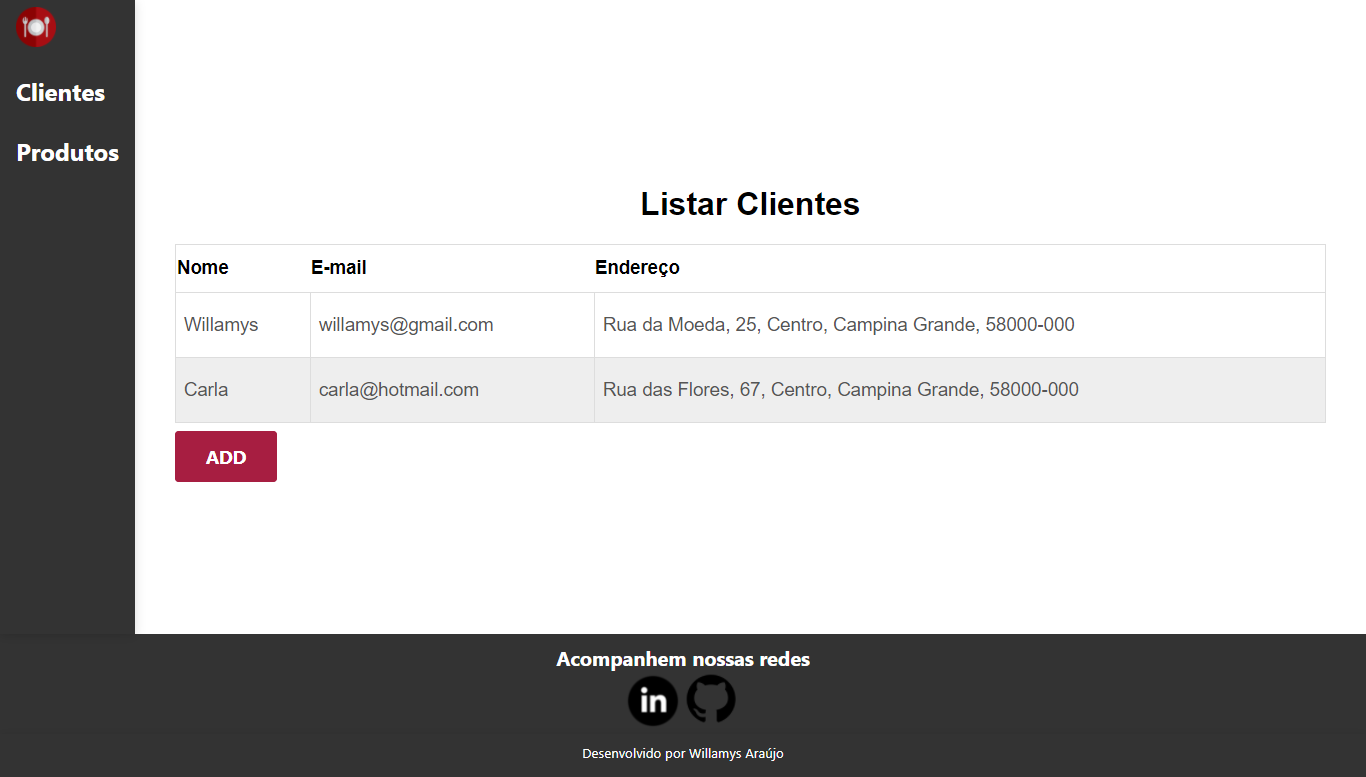 Clientes
Produtos
Listar Clientes
Nome E-mail Endereço
Willamys willamys@gmail.com Rua da Moeda, 25, Centro, Campina Grande, 58000-000
Carla carla@hotmail.com Rua das Flores, 67, Centro, Campina Grande, 58000-000
ADD
Acompanhem nossas redes
in
Desenvolvido por Willamys Araújo